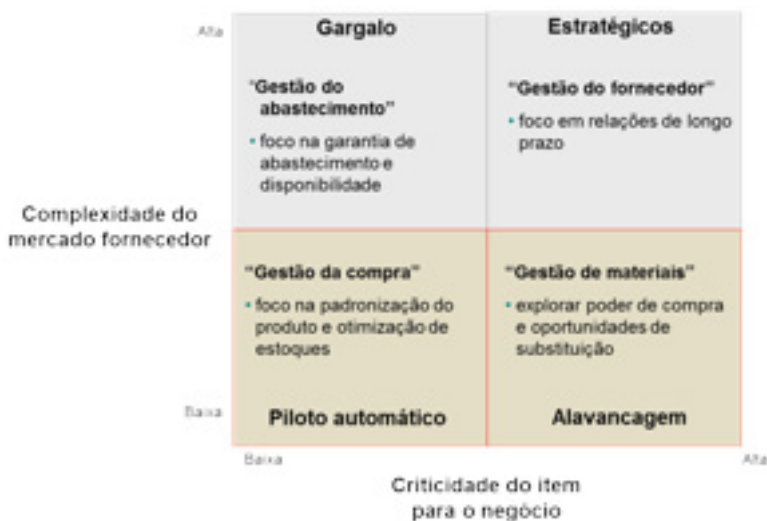 Alta
Gargalo
Estratégicos
"Gestão do
abastecimento"
• foco na garantia de
abastecimento e
disponibilidade
"Gestão do fornecedor"
• foco em relações de longo
prazo
Complexidade do
mercado fornecedor
"Gestão da compra"
• foco na padronização do
produto e otimização de
estoques
"Gestão de materiais"
• explorar poder de compra
e oportunidades de
substituição
Baixa
Piloto automático
Alavancagem
Baixa
Alta
Criticidade do item
para o negócio